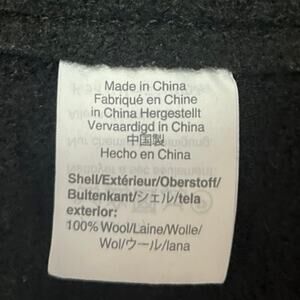 Made in China
Fabriqué en Chine
in China Hergestellt
Vervaardigd in China
中国製
Hecho en China
Shell/Extérieur/Oberstoff/
Buitenkant/シェル/tela
exterior:
100% Wool/Laine/Wolle/
Wol/ウール/lana